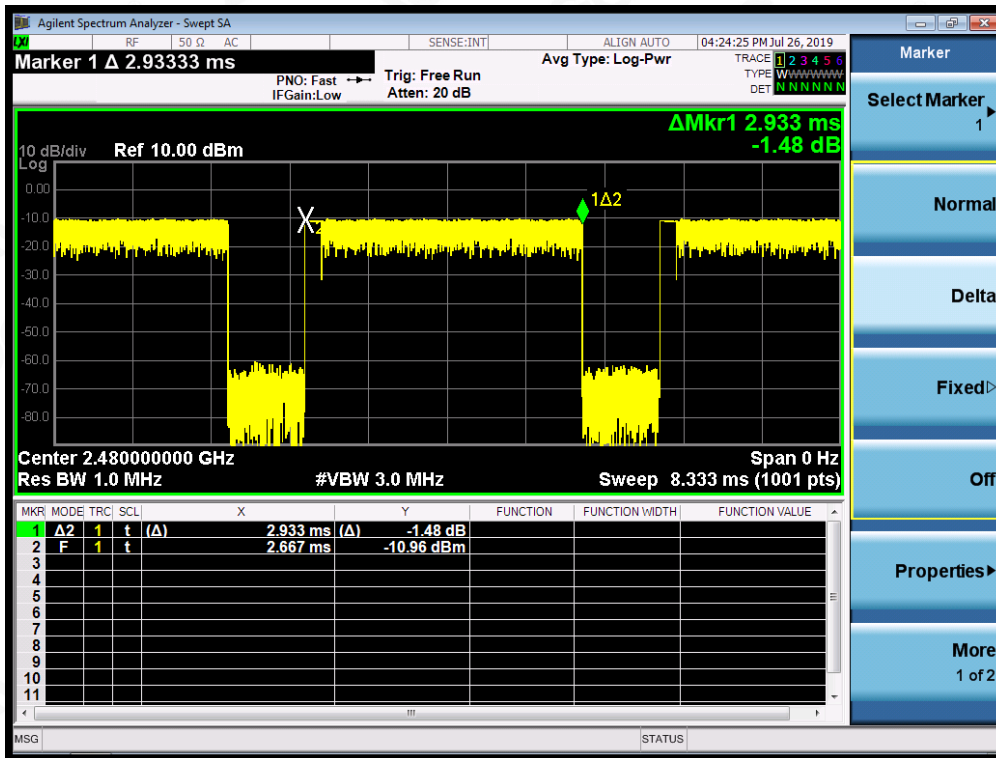 Agilent Spectrum Analyzer - Swept SA
LXI RF 50 Ω AC SENSE:INT ALIGN AUTO 04:24:25 PM Jul 26, 2019
Marker 1 Δ 2.93333 ms
PNO: Fast
IFGain:Low
Trig: Free Run
Atten: 20 dB
Avg Type: Log-Pwr
TRACE 1 2 3 4 5 6
TYPE WWWWWW
DET N N N N N N
ΔMkr1 2.933 ms
-1.48 dB
10 dB/div Ref 10.00 dBm
Log
0.00
-10.0
-20.0
-30.0
-40.0
-50.0
-60.0
-70.0
-80.0
X2
1Δ2
Center 2.480000000 GHz Span 0 Hz
Res BW 1.0 MHz #VBW 3.0 MHz Sweep 8.333 ms (1001 pts)
MKR MODE TRC SCL X Y FUNCTION FUNCTION WIDTH FUNCTION VALUE
1 Δ2 1 t (Δ) 2.933 ms (Δ) -1.48 dB
2 F 1 t 2.667 ms -10.96 dBm
3
4
5
6
7
8
9
10
11
MSG STATUS
Marker
Select Marker
1
Normal
Delta
Fixed
Off
Properties
More
1 of 2